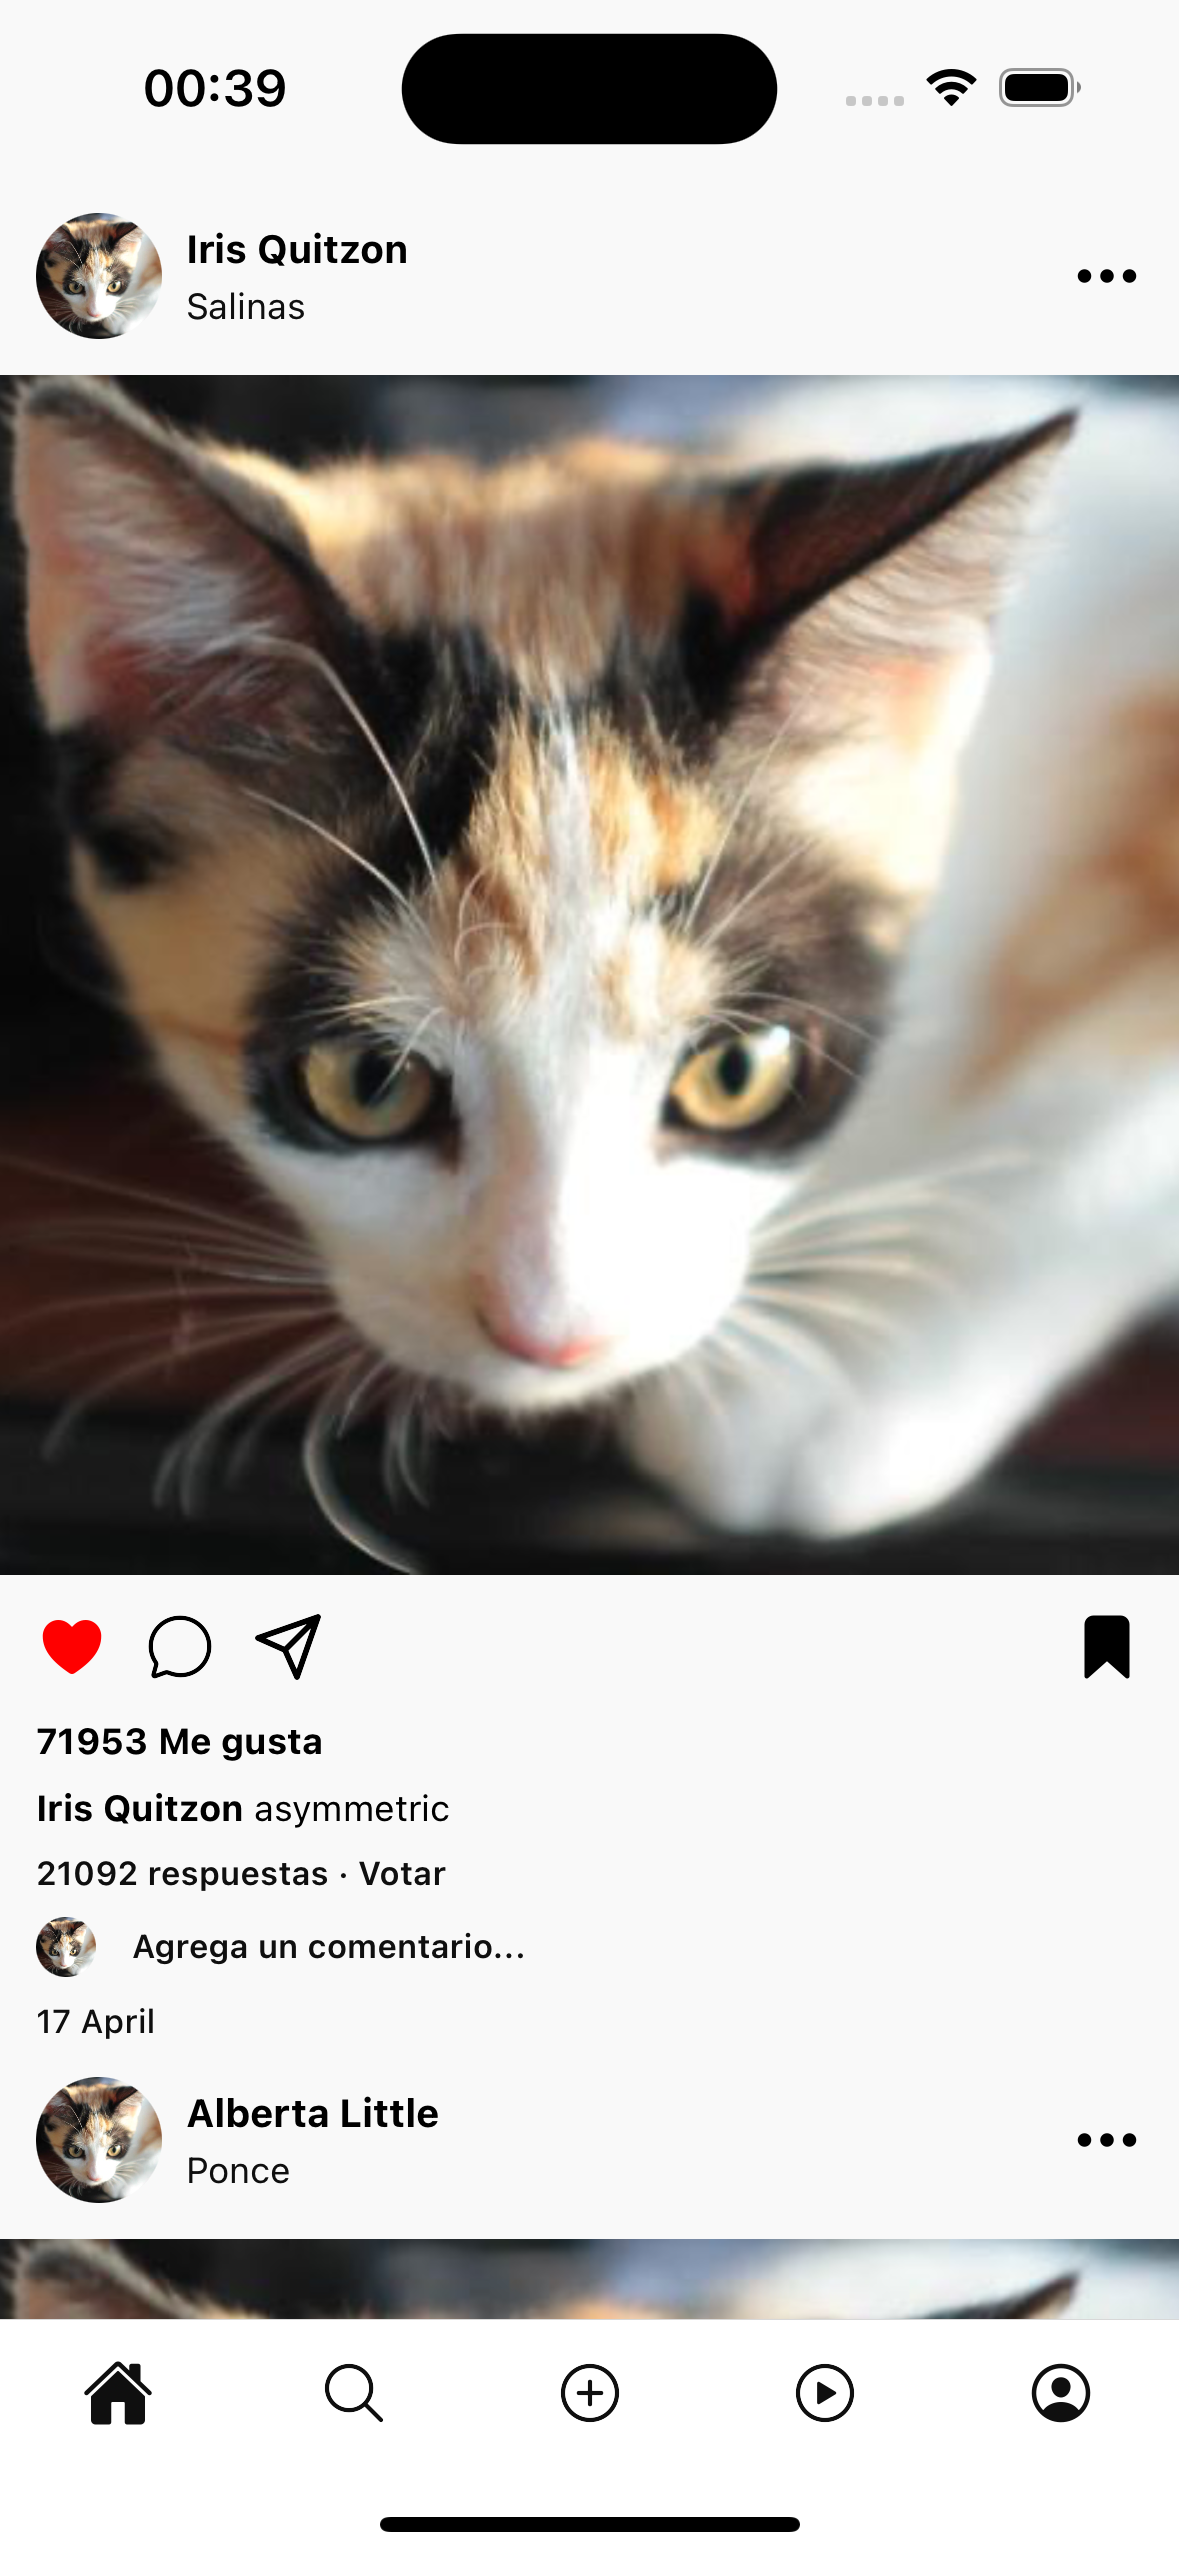 00:39
Iris Quitzon
Salinas
71953 Me gusta
Iris Quitzon asymmetric
21092 respuestas · Votar
Agrega un comentario...
17 April
Alberta Little
Ponce